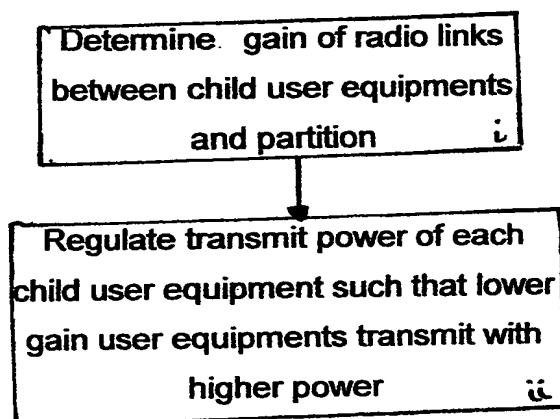 Determine gain of radio links
between child user equipments
and partition i
Regulate transmit power of each
child user equipment such that lower
gain user equipments transmit with
higher power ii